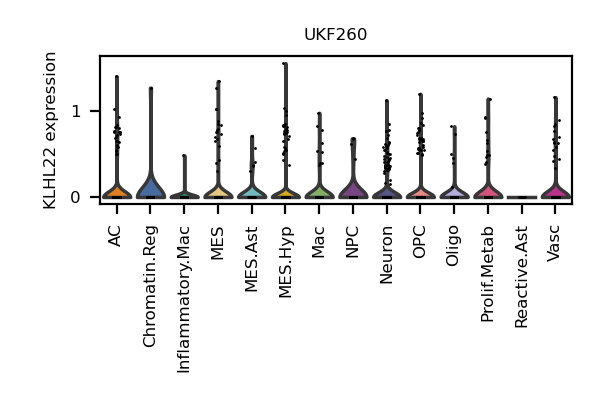 UKF260
KLHL22 expression
1
0
AC
Chromatin.Reg
Inflammatory.Mac
MES
MES.Ast
MES.Hyp
Mac
NPC
Neuron
OPC
Oligo
Prolif.Metab
Reactive.Ast
Vasc